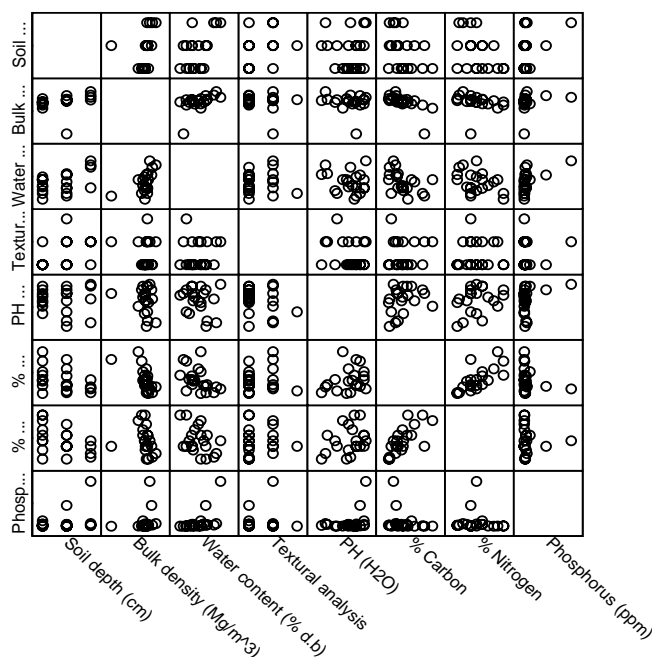 Soil ...
Bulk ...
Water ...
Textur...
PH ...
% ...
% ...
Phosp...
Soil depth (cm)
Bulk density (Mg/m^3)
Water content (% d.b)
Textural analysis
PH (H2O)
% Carbon
% Nitrogen
Phosphorus (ppm)